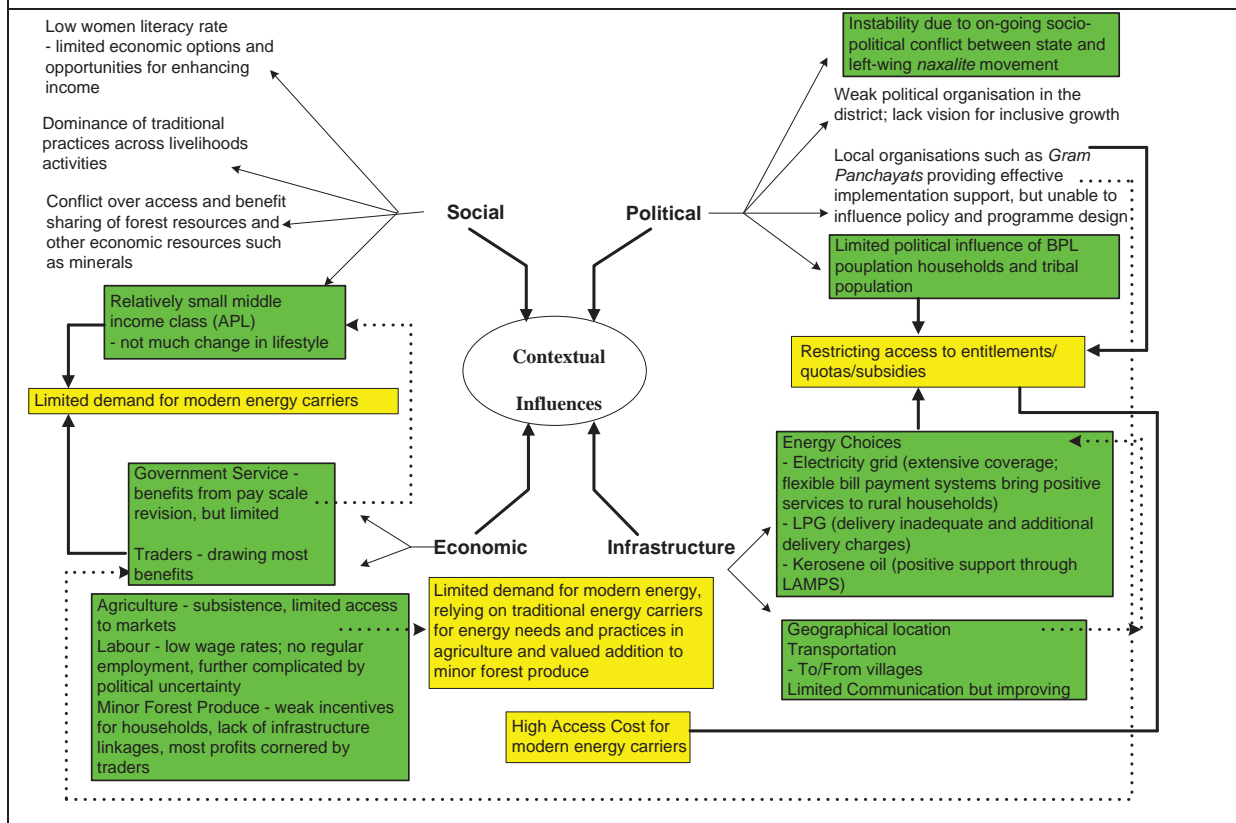 Low women literacy rate
- limited economic options and
opportunities for enhancing
income
Dominance of traditional
practices across livelihoods
activities
Conflict over access and benefit
sharing of forest resources and
other economic resources such
as minerals
Relatively small middle
income class (APL)
- not much change in lifestyle
Limited demand for modern energy carriers
Social
Political
Instability due to on-going socio-
political conflict between state and
left-wing naxalite movement
Weak political organisation in the
district; lack vision for inclusive growth
Local organisations such as Gram
Panchayats providing effective
implementation support, but unable to
influence policy and programme design
Limited political influence of BPL
pouplation households and tribal
population
Restricting access to entitlements/
quotas/subsidies
Contextual
Influences
Government Service -
benefits from pay scale
revision, but limited
Traders - drawing most
benefits
Economic
Infrastructure
Energy Choices
- Electricity grid (extensive coverage;
flexible bill payment systems bring positive
services to rural households)
- LPG (delivery inadequate and additional
delivery charges)
- Kerosene oil (positive support through
LAMPS)
Agriculture - subsistence, limited access
to markets
Labour - low wage rates; no regular
employment, further complicated by
political uncertainty
Minor Forest Produce - weak incentives
for households, lack of infrastructure
linkages, most profits cornered by
traders
Limited demand for modern energy,
relying on traditional energy carriers
for energy needs and practices in
agriculture and valued addition to
minor forest produce
Geographical location
Transportation
- To/From villages
Limited Communication but improving
High Access Cost for
modern energy carriers